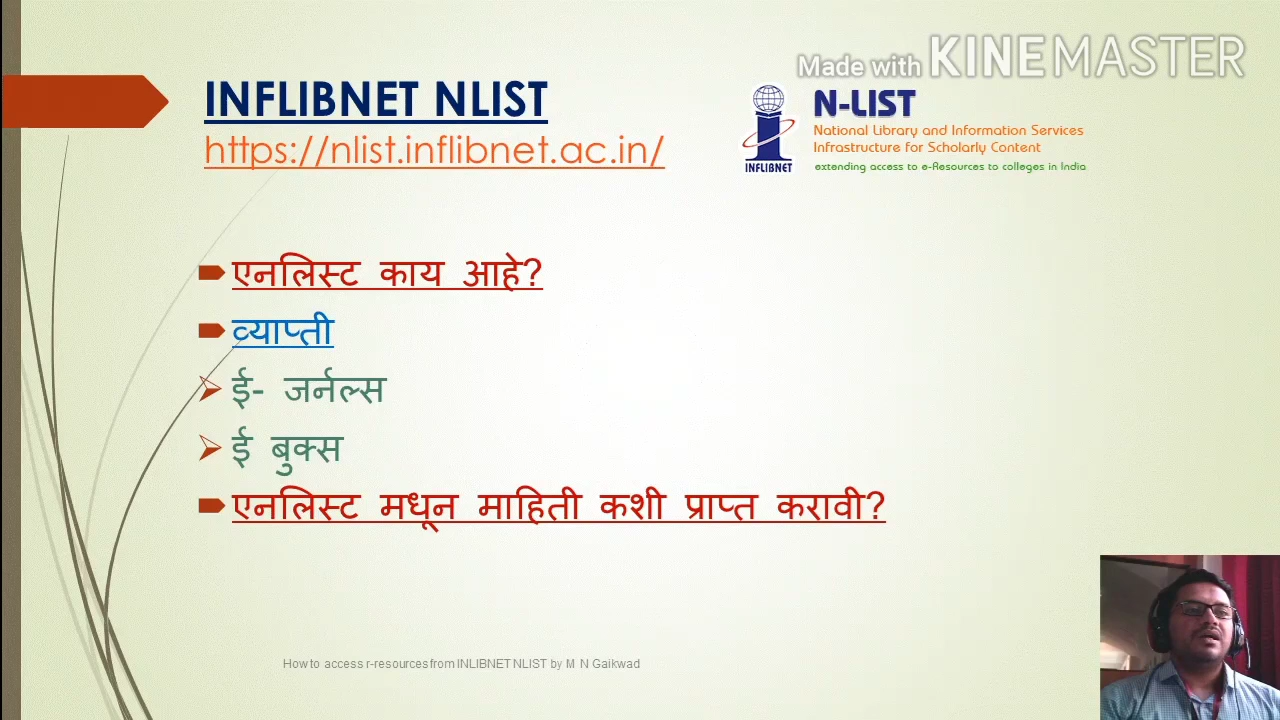 Made with KINEMASTER
INFLIBNET NLIST
https://nlist.inflibnet.ac.in/
N-LIST
National Library and Information Services
Infrastructure for Scholarly Content
extending access to e-Resources to colleges in India
INFLIBNET
एनलिस्ट काय आहे?
व्याप्ती
ई- जर्नल्स
ई बुक्स
एनलिस्ट मधून माहिती कशी प्राप्त करावी?
How to access r-resources from INLIBNET NLIST by M N Gaikwad